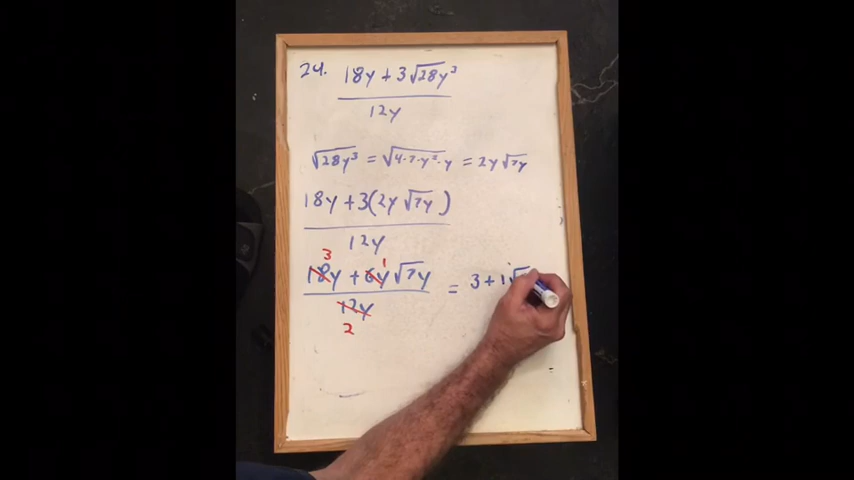 24. 18y + 3√28y³
12y
√28y³ = √4·7·y²·y = 2y√7y
18y + 3(2y√7y)
12y
3 1
18y + 6y√7y = 3 + 1√
12y
2